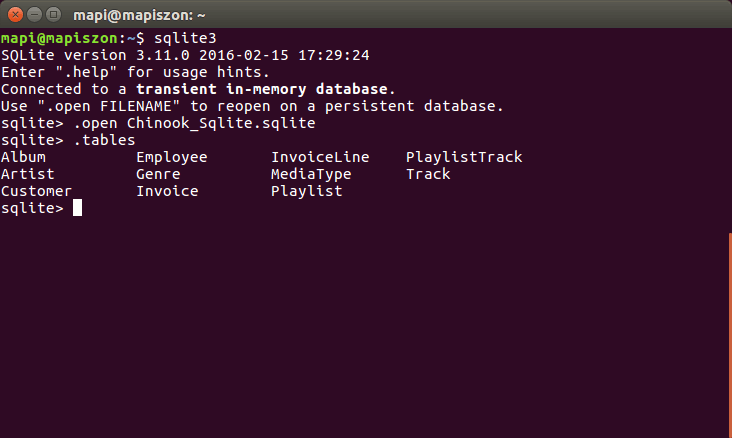 mapi@mapiszon: ~
mapi@mapiszon:~$ sqlite3
SQLite version 3.11.0 2016-02-15 17:29:24
Enter ".help" for usage hints.
Connected to a transient in-memory database.
Use ".open FILENAME" to reopen on a persistent database.
sqlite> .open Chinook_Sqlite.sqlite
sqlite> .tables
Album          Employee       InvoiceLine    PlaylistTrack
Artist         Genre          MediaType      Track
Customer       Invoice        Playlist
sqlite>